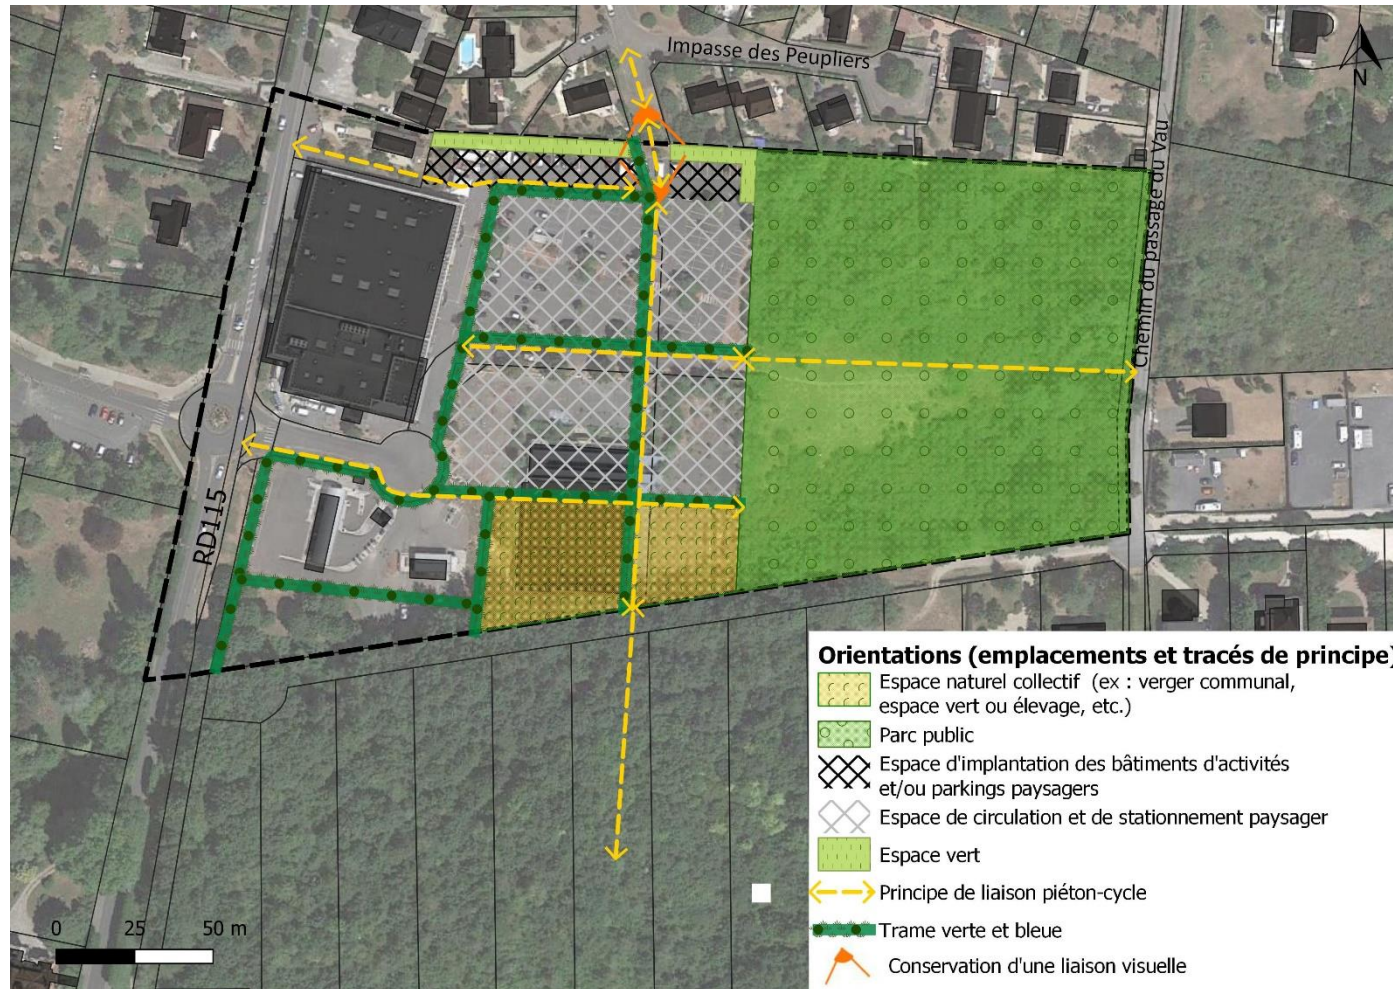 Impasse des Peupliers
N
Chemin du passage du Vau
RD115
Orientations (emplacements et tracés de principe)
Espace naturel collectif (ex : verger communal,
espace vert ou élevage, etc.)
Parc public
Espace d'implantation des bâtiments d'activités
et/ou parkings paysagers
Espace de circulation et de stationnement paysager
Espace vert
Principe de liaison piéton-cycle
Trame verte et bleue
Conservation d'une liaison visuelle
0 25 50 m